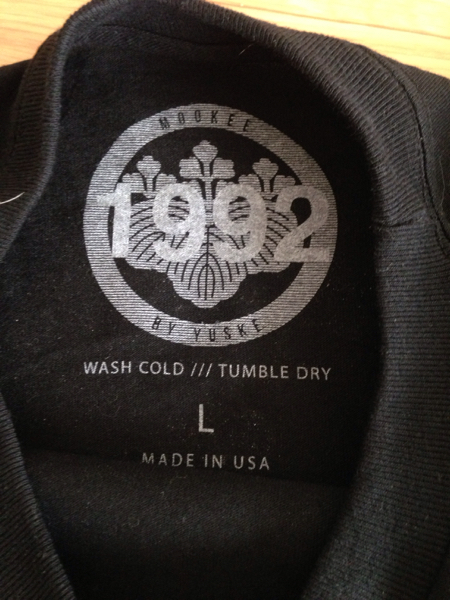 MOOKEE
1992
BY YUSKE
WASH COLD /// TUMBLE DRY
L
MADE IN USA